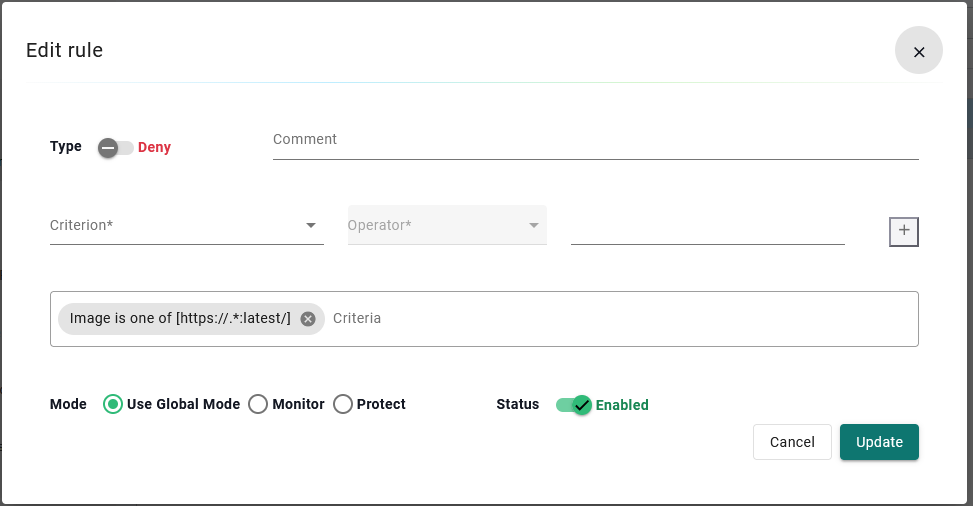 Edit rule
Type Deny Comment
Criterion* Operator*
Image is one of [https://.*:latest/] Criteria
Mode Use Global Mode Monitor Protect Status Enabled
Cancel Update